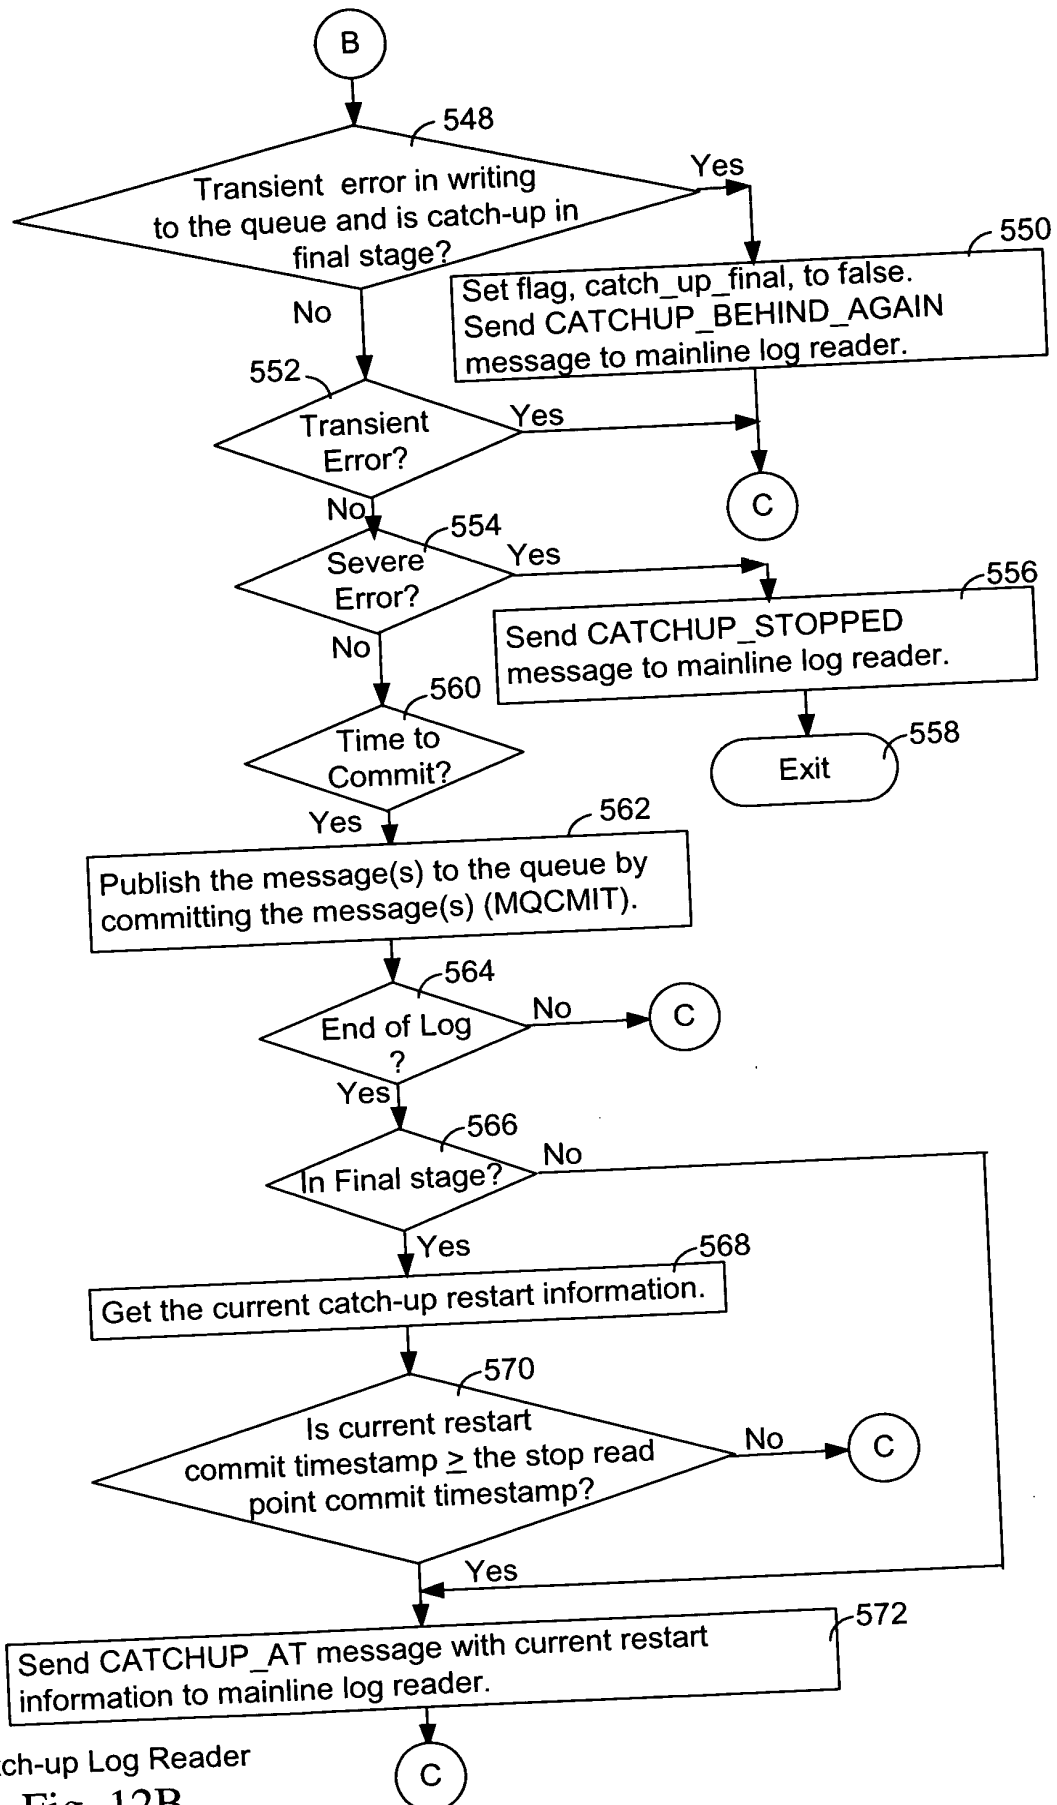 B
548
Transient error in writing
to the queue and is catch-up in
final stage?
Yes
No
550
Set flag, catch_up_final, to false.
Send CATCHUP_BEHIND_AGAIN
message to mainline log reader.
552
Transient
Error?
Yes
C
No
554
Severe
Error?
Yes
556
Send CATCHUP_STOPPED
message to mainline log reader.
No
560
Time to
Commit?
558
Exit
Yes
562
Publish the message(s) to the queue by
committing the message(s) (MQCMIT).
564
End of Log
?
No
C
Yes
566
In Final stage?
No
Yes
568
Get the current catch-up restart information.
570
Is current restart
commit timestamp ≥ the stop read
point commit timestamp?
No
C
Yes
572
Send CATCHUP_AT message with current restart
information to mainline log reader.
C
tch-up Log Reader
Fig. 12B